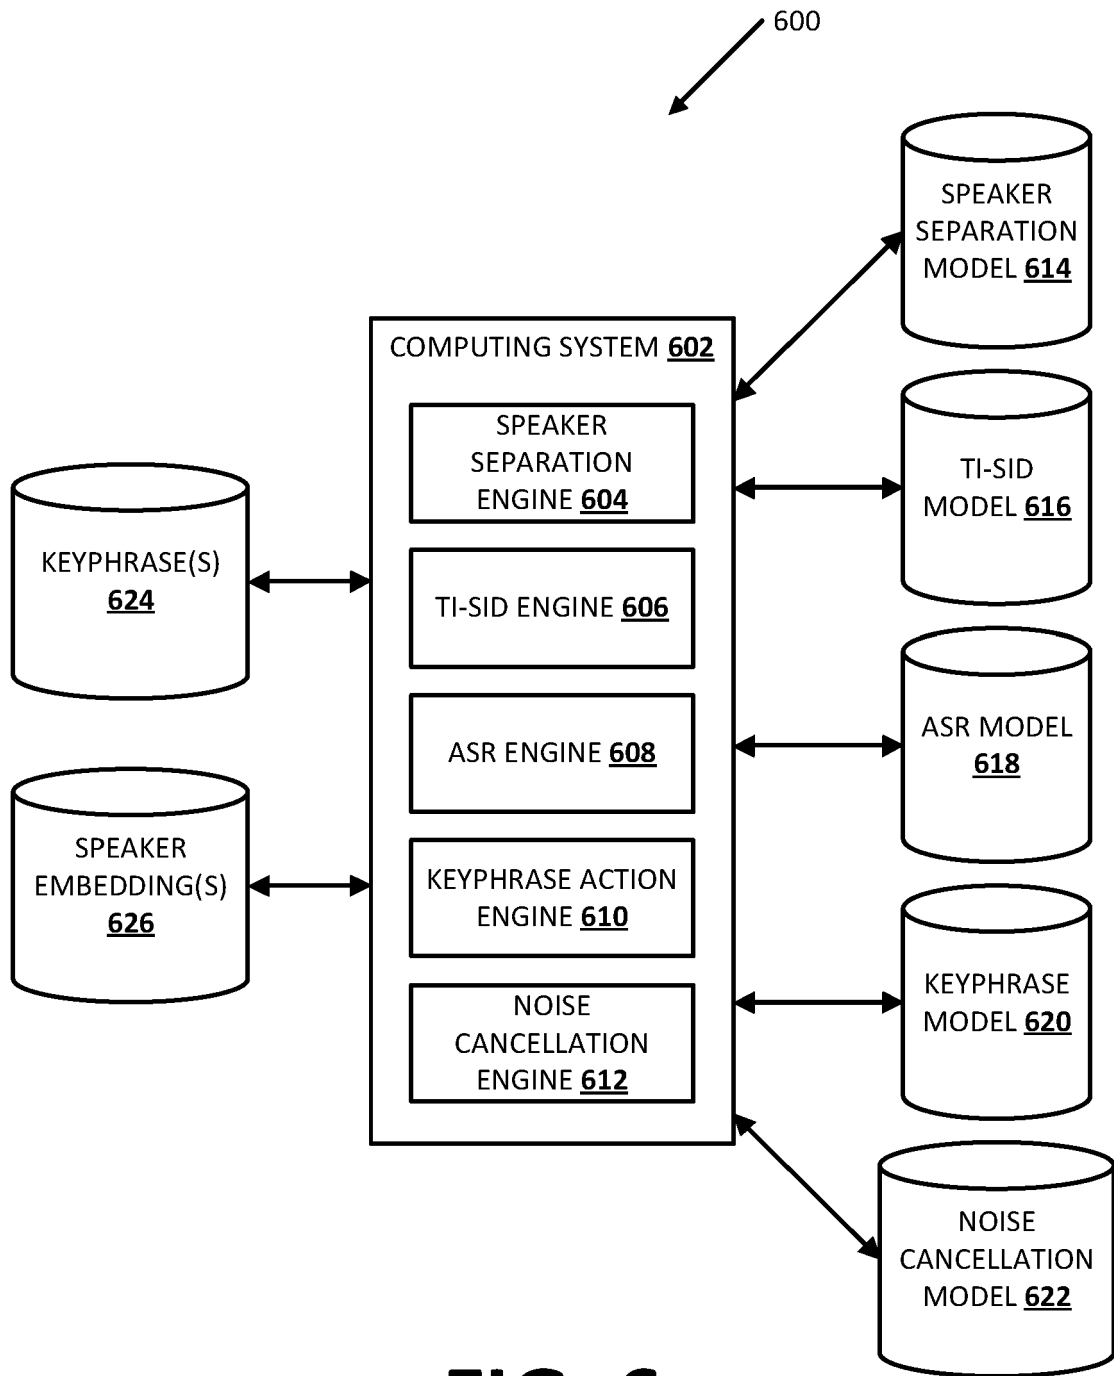 600
SPEAKER
SEPARATION
MODEL 614
COMPUTING SYSTEM 602
SPEAKER
SEPARATION
ENGINE 604
TI-SID ENGINE 606
ASR ENGINE 608
KEYPHRASE ACTION
ENGINE 610
NOISE
CANCELLATION
ENGINE 612
KEYPHRASE(S)
624
SPEAKER
EMBEDDING(S)
626
TI-SID
MODEL 616
ASR MODEL
618
KEYPHRASE
MODEL 620
NOISE
CANCELLATION
MODEL 622